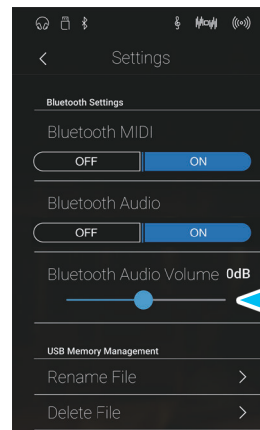 Settings
Bluetooth Settings
Bluetooth MIDI
OFF ON
Bluetooth Audio
OFF ON
Bluetooth Audio Volume 0dB
USB Memory Management
Rename File
Delete File